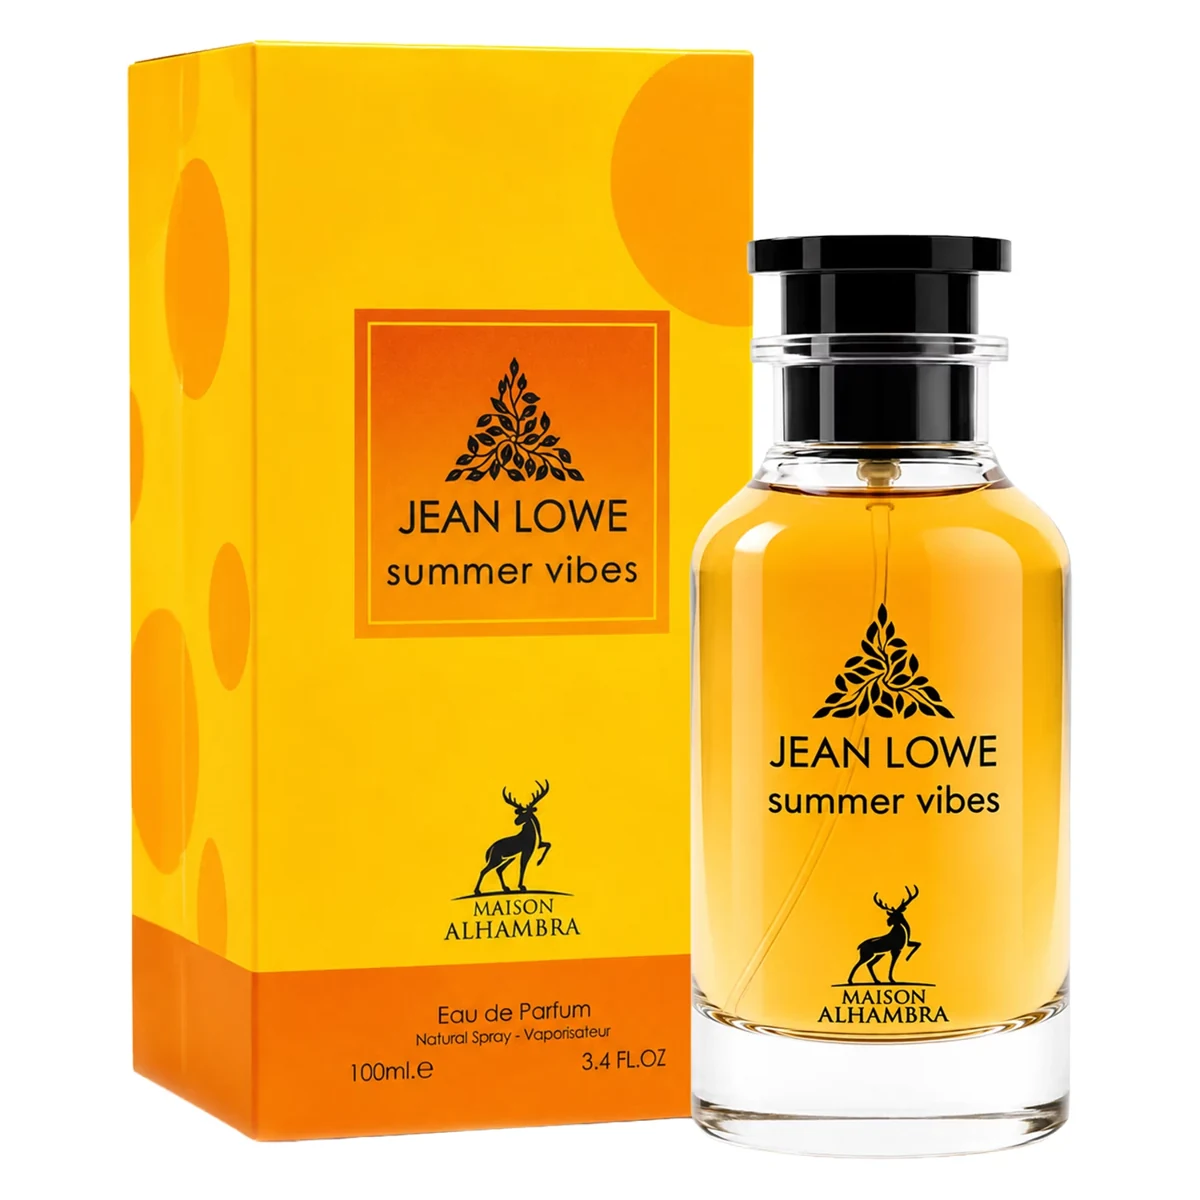 JEAN LOWE
summer vibes
MAISON
ALHAMBRA
Eau de Parfum
Natural Spray - Vaporisateur
100ml.e
3.4 FL.OZ
JEAN LOWE
summer vibes
MAISON
ALHAMBRA